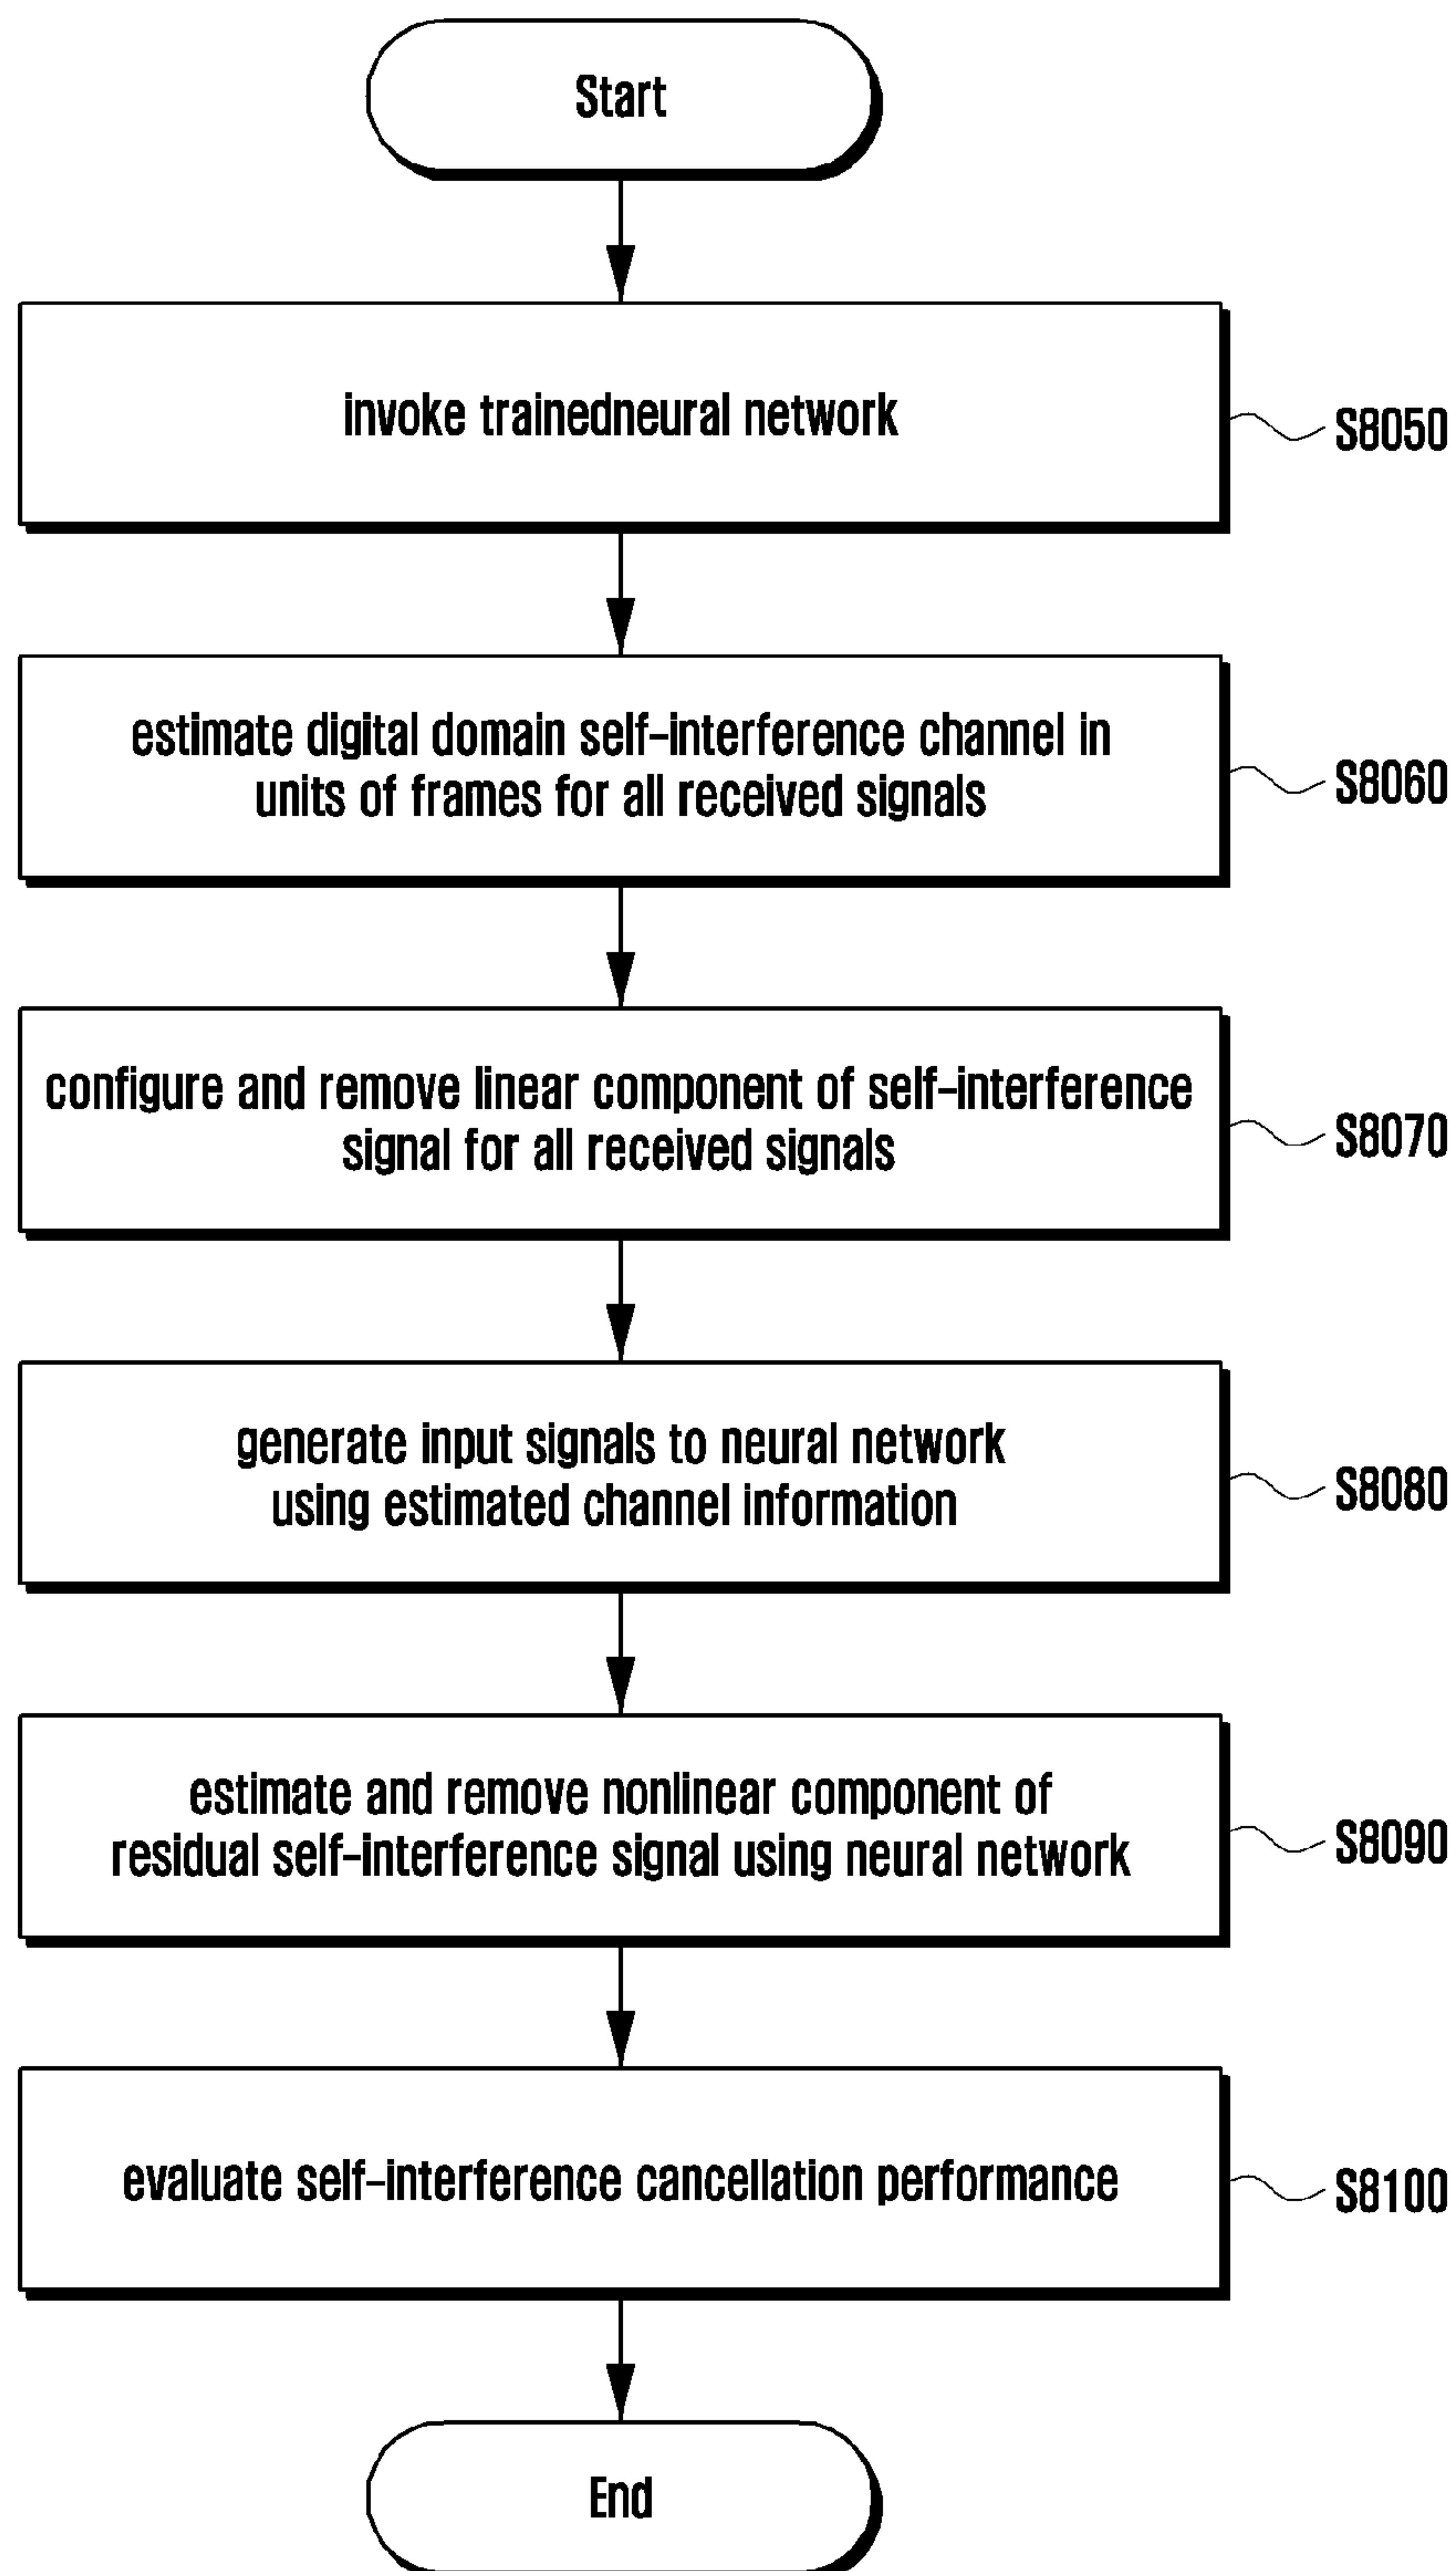 Start
invoke trainedneural network
S8050
estimate digital domain self-interference channel in
units of frames for all received signals
S8060
configure and remove linear component of self-interference
signal for all received signals
S8070
generate input signals to neural network
using estimated channel information
S8080
estimate and remove nonlinear component of
residual self-interference signal using neural network
S8090
evaluate self-interference cancellation performance
S8100
End